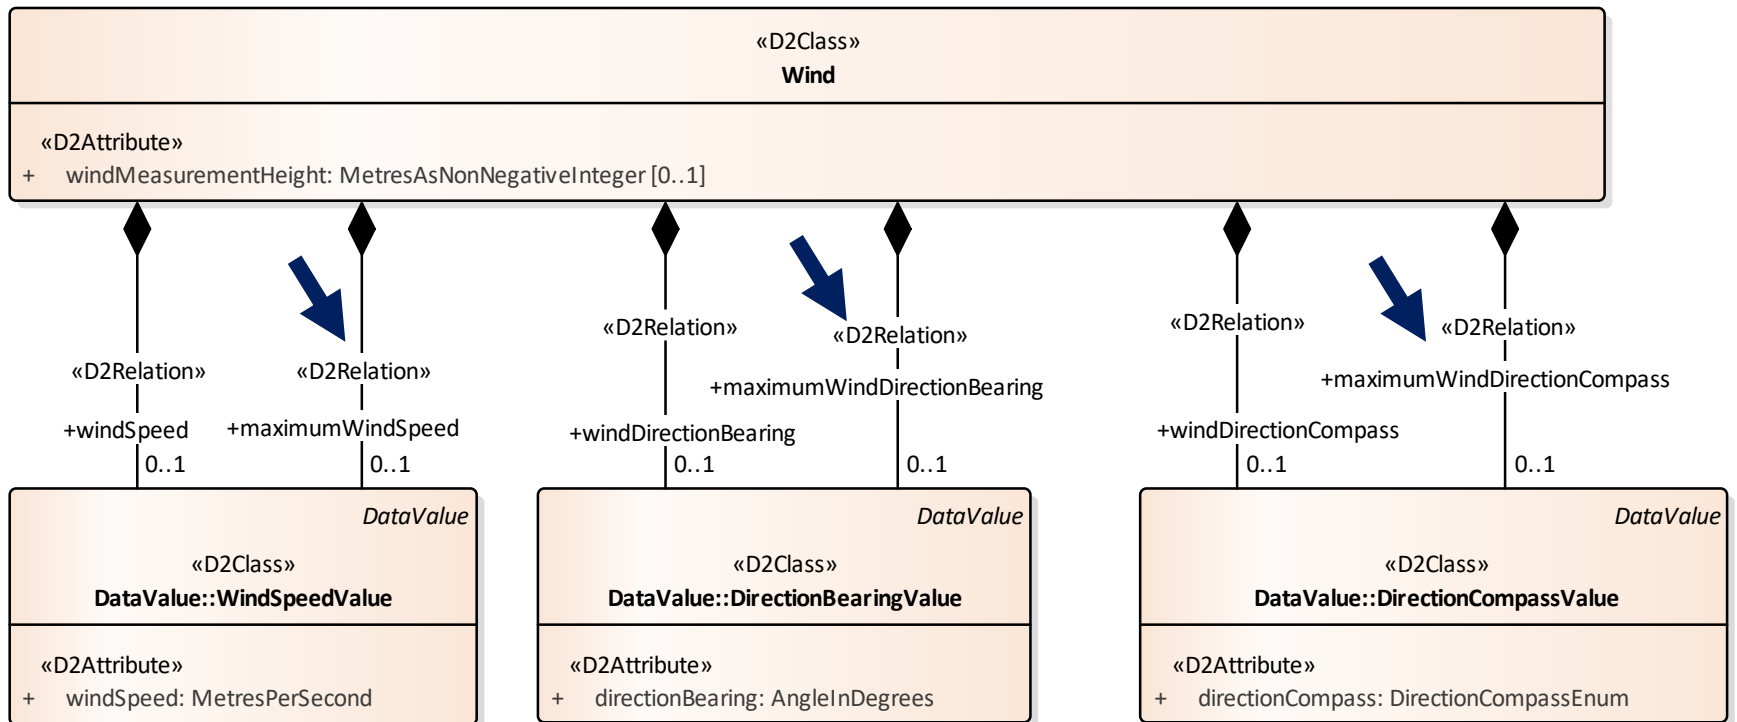 «D2Class»
Wind
«D2Attribute»
+ windMeasurementHeight: MetresAsNonNegativeInteger [0..1]
«D2Relation»
+windSpeed
0..1
«D2Relation»
+maximumWindSpeed
0..1
«D2Relation»
+windDirectionBearing
0..1
«D2Relation»
+maximumWindDirectionBearing
0..1
«D2Relation»
+windDirectionCompass
0..1
«D2Relation»
+maximumWindDirectionCompass
0..1
DataValue
«D2Class»
DataValue::WindSpeedValue
«D2Attribute»
+ windSpeed: MetresPerSecond
DataValue
«D2Class»
DataValue::DirectionBearingValue
«D2Attribute»
+ directionBearing: AngleInDegrees
DataValue
«D2Class»
DataValue::DirectionCompassValue
«D2Attribute»
+ directionCompass: DirectionCompassEnum